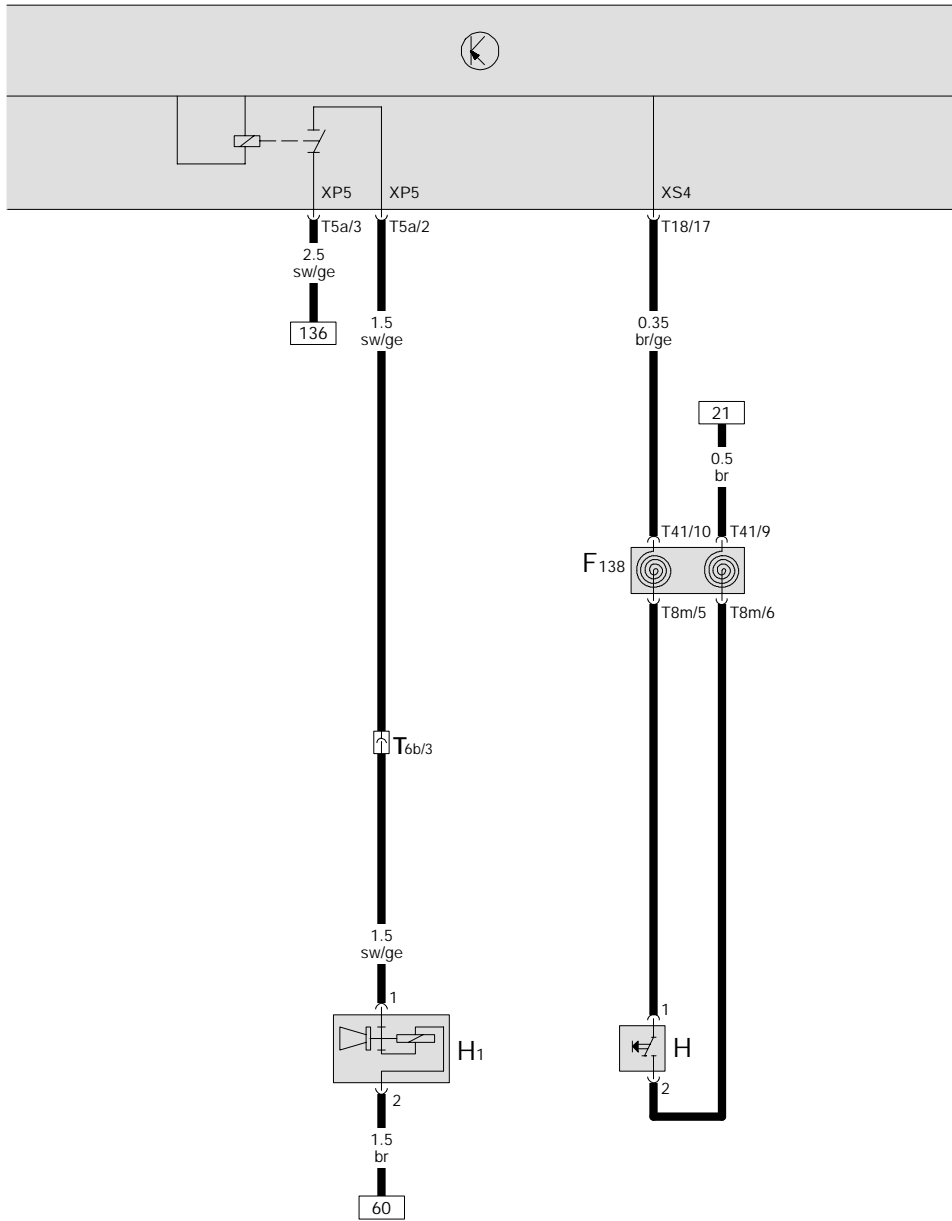 XP5
XP5
XS4
T5a/3
T5a/2
T18/17
2.5
sw/ge
136
1.5
sw/ge
0.35
br/ge
21
0.5
br
T41/10
T41/9
F138
T8m/5
T8m/6
T6b/3
1.5
sw/ge
1
1
H1
H
2
2
1.5
br
60